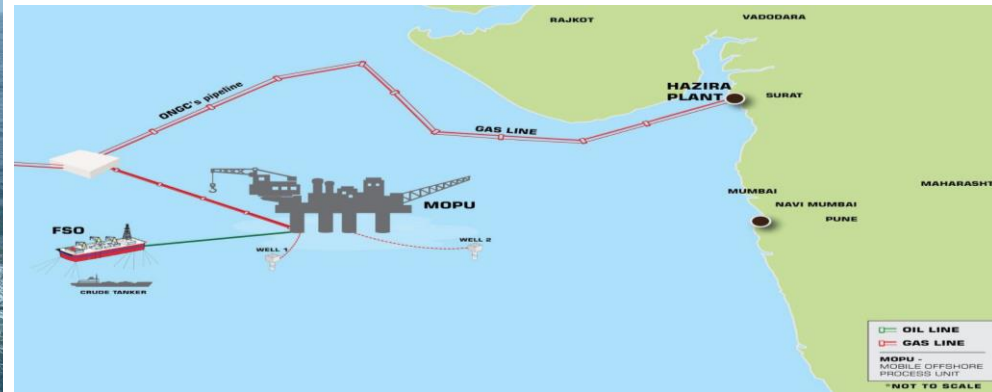 RAJKOT
VADODARA
ONGC's pipeline
HAZIRA
PLANT
SURAT
GAS LINE
MUMBAI
MAHARASHT
NAVI MUMBAI
PUNE
MOPU
FSO
WELL 1
WELL 2
CRUDE TANKER
OIL LINE
GAS LINE
MOPU -
MOBILE OFFSHORE
PROCESS UNIT
*NOT TO SCALE